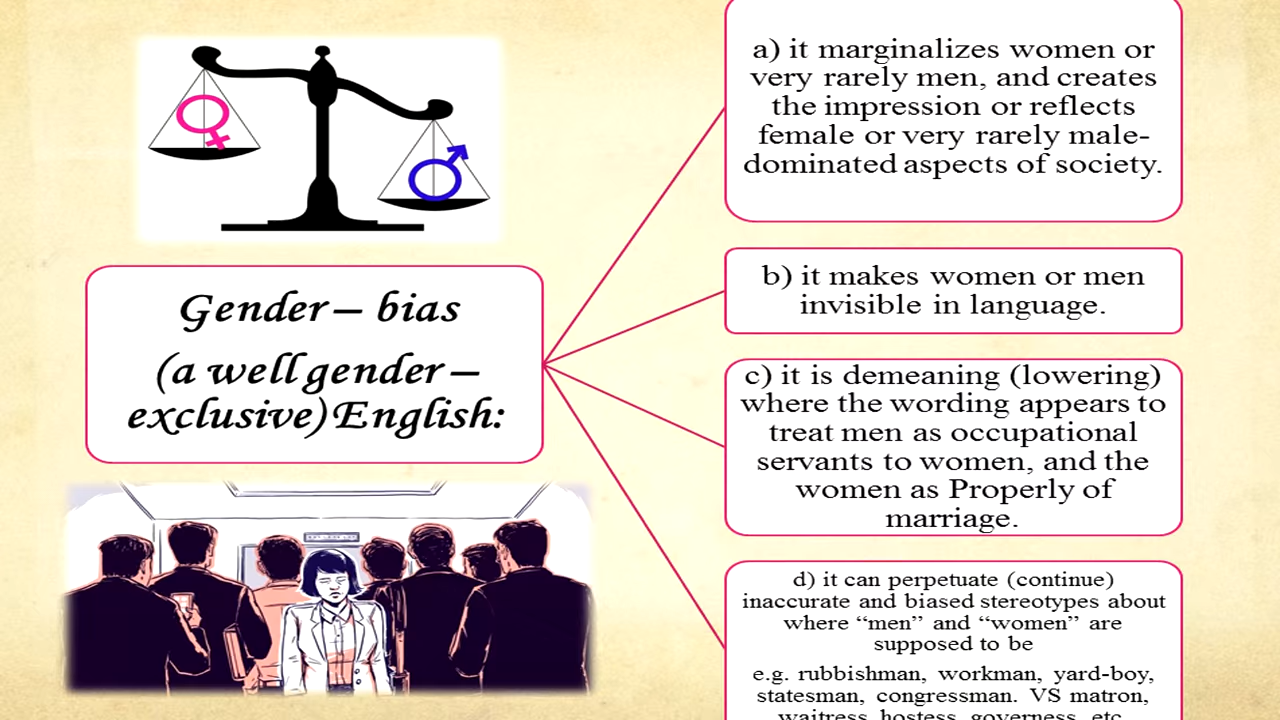 Gender – bias
(a well gender –
exclusive) English:
a) it marginalizes women or
very rarely men, and creates
the impression or reflects
female or very rarely male-
dominated aspects of society.
b) it makes women or men
invisible in language.
c) it is demeaning (lowering)
where the wording appears to
treat men as occupational
servants to women, and the
women as Properly of
marriage.
d) it can perpetuate (continue)
inaccurate and biased stereotypes about
where “men” and “women” are
supposed to be
e.g. rubbishman, workman, yard-boy,
statesman, congressman. VS matron,
waitress, hostess, governess, etc